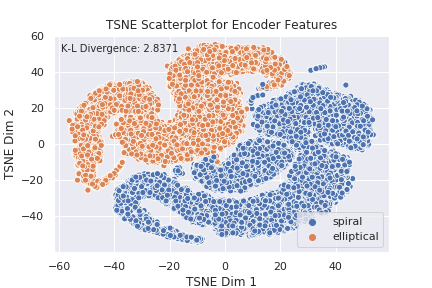 TSNE Scatterplot for Encoder Features
K-L Divergence: 2.8371
60
40
20
0
−20
−40
TSNE Dim 2
−60 −40 −20 0 20 40
TSNE Dim 1
spiral
elliptical